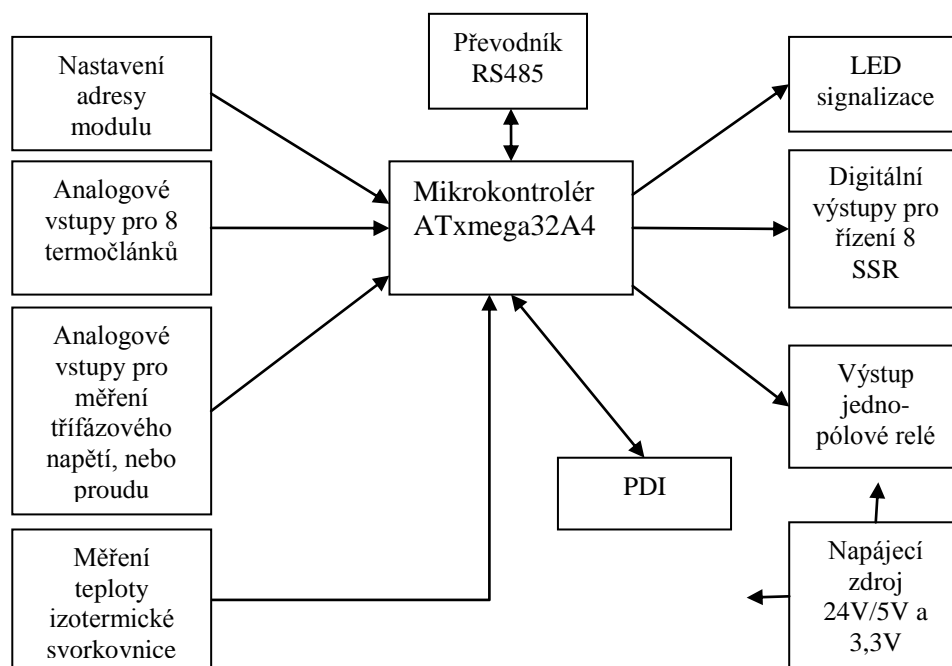 Nastavení
adresy
modulu
Analogové
vstupy pro 8
termočlánků
Analogové
vstupy pro
měření
třífázového
napětí, nebo
proudu
Měření
teploty
izotermické
svorkovnice
Převodník
RS485
Mikrokontrolér
ATxmega32A4
PDI
LED
signalizace
Digitální
výstupy pro
řízení 8
SSR
Výstup
jedno-
pólové relé
Napájecí
zdroj
24V/5V a
3,3V